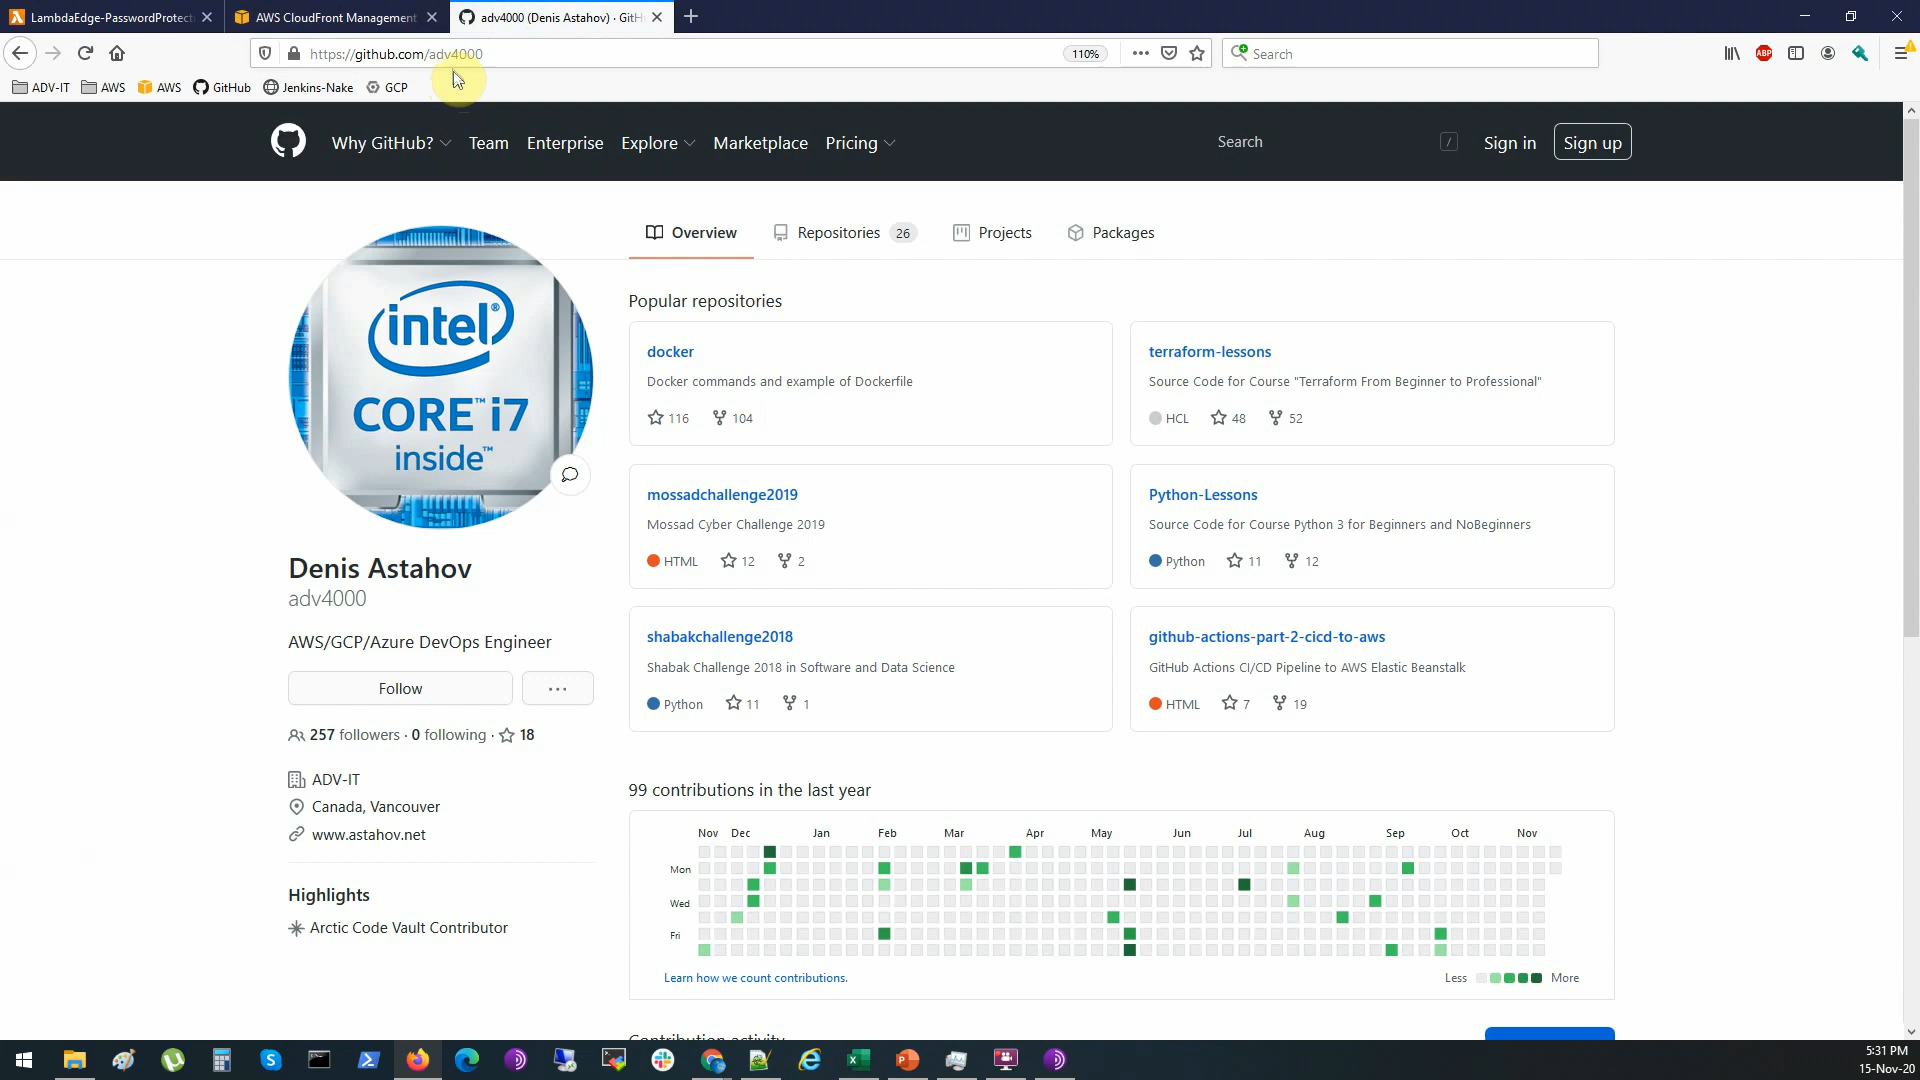 LambdaEdge-PasswordProtect
AWS CloudFront Management
adv4000 (Denis Astahov) · GitH
https://github.com/adv4000
110%
Search
ABP
ADV-IT
AWS
AWS
GitHub
Jenkins-Nake
GCP
Why GitHub?
Team
Enterprise
Explore
Marketplace
Pricing
Search
/
Sign in
Sign up
Overview
Repositories 26
Projects
Packages
intel®
CORE™ i7
inside™
Denis Astahov
adv4000
AWS/GCP/Azure DevOps Engineer
Follow
257 followers · 0 following · 18
ADV-IT
Canada, Vancouver
www.astahov.net
Highlights
Arctic Code Vault Contributor
Popular repositories
docker
Docker commands and example of Dockerfile
116 104
terraform-lessons
Source Code for Course "Terraform From Beginner to Professional"
HCL 48 52
mossadchallenge2019
Mossad Cyber Challenge 2019
HTML 12 2
Python-Lessons
Source Code for Course Python 3 for Beginners and NoBeginners
Python 11 12
shabakchallenge2018
Shabak Challenge 2018 in Software and Data Science
Python 11 1
github-actions-part-2-cicd-to-aws
GitHub Actions CI/CD Pipeline to AWS Elastic Beanstalk
HTML 7 19
99 contributions in the last year
Nov Dec Jan Feb Mar Apr May Jun Jul Aug Sep Oct Nov
Mon
Wed
Fri
Learn how we count contributions.
Less More
Contribution activity
5:31 PM
15-Nov-20